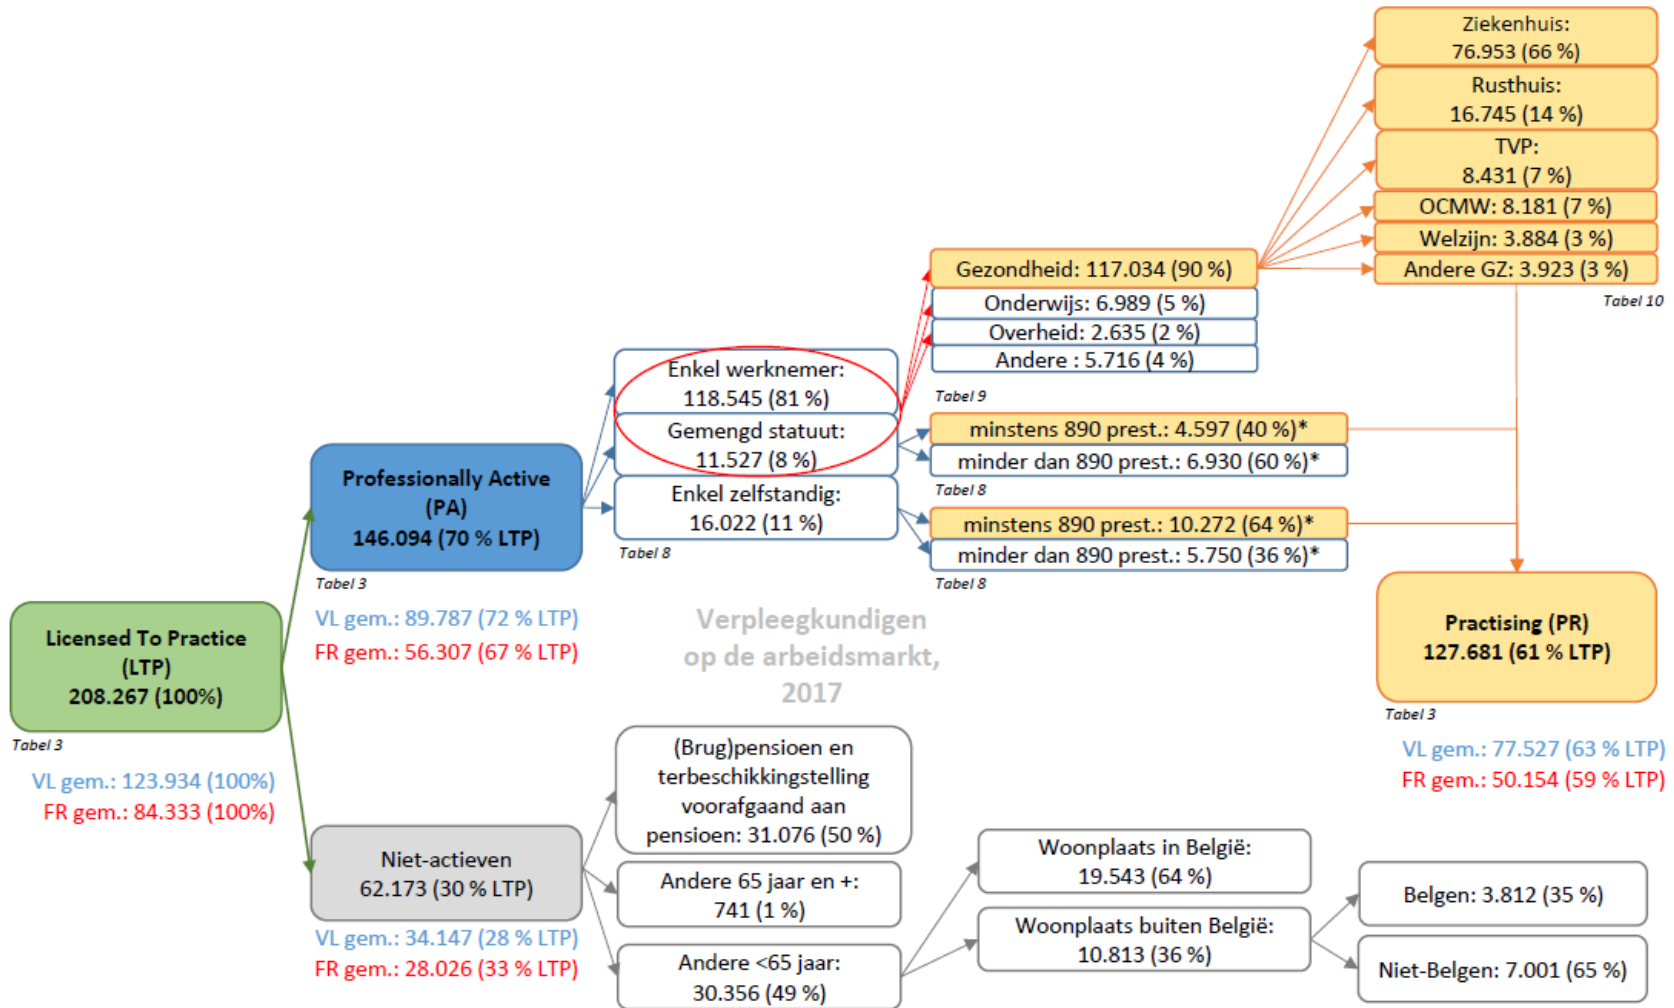 Ziekenhuis:
76.953 (66 %)
Rusthuis:
16.745 (14 %)
TVP:
8.431 (7 %)
OCMW: 8.181 (7 %)
Welzijn: 3.884 (3 %)
Andere GZ: 3.923 (3 %)
Tabel 10
Gezondheid: 117.034 (90 %)
Onderwijs: 6.989 (5 %)
Overheid: 2.635 (2 %)
Andere : 5.716 (4 %)
Tabel 9
Enkel werknemer:
118.545 (81 %)
Gemengd statuut:
11.527 (8 %)
Enkel zelfstandig:
16.022 (11 %)
Tabel 8
minstens 890 prest.: 4.597 (40 %)*
minder dan 890 prest.: 6.930 (60 %)*
Tabel 8
minstens 890 prest.: 10.272 (64 %)*
minder dan 890 prest.: 5.750 (36 %)*
Tabel 8
Professionally Active
(PA)
146.094 (70 % LTP)
Tabel 3
VL gem.: 89.787 (72 % LTP)
FR gem.: 56.307 (67 % LTP)
Verpleegkundigen
op de arbeidsmarkt,
2017
Licensed To Practice
(LTP)
208.267 (100%)
Tabel 3
VL gem.: 123.934 (100%)
FR gem.: 84.333 (100%)
Practising (PR)
127.681 (61 % LTP)
Tabel 3
VL gem.: 77.527 (63 % LTP)
FR gem.: 50.154 (59 % LTP)
Niet-actieven
62.173 (30 % LTP)
VL gem.: 34.147 (28 % LTP)
FR gem.: 28.026 (33 % LTP)
(Brug)pensioen en
terbeschikkingstelling
voorafgaand aan
pensioen: 31.076 (50 %)
Andere 65 jaar en +:
741 (1 %)
Andere <65 jaar:
30.356 (49 %)
Woonplaats in België:
19.543 (64 %)
Woonplaats buiten België:
10.813 (36 %)
Belgen: 3.812 (35 %)
Niet-Belgen: 7.001 (65 %)